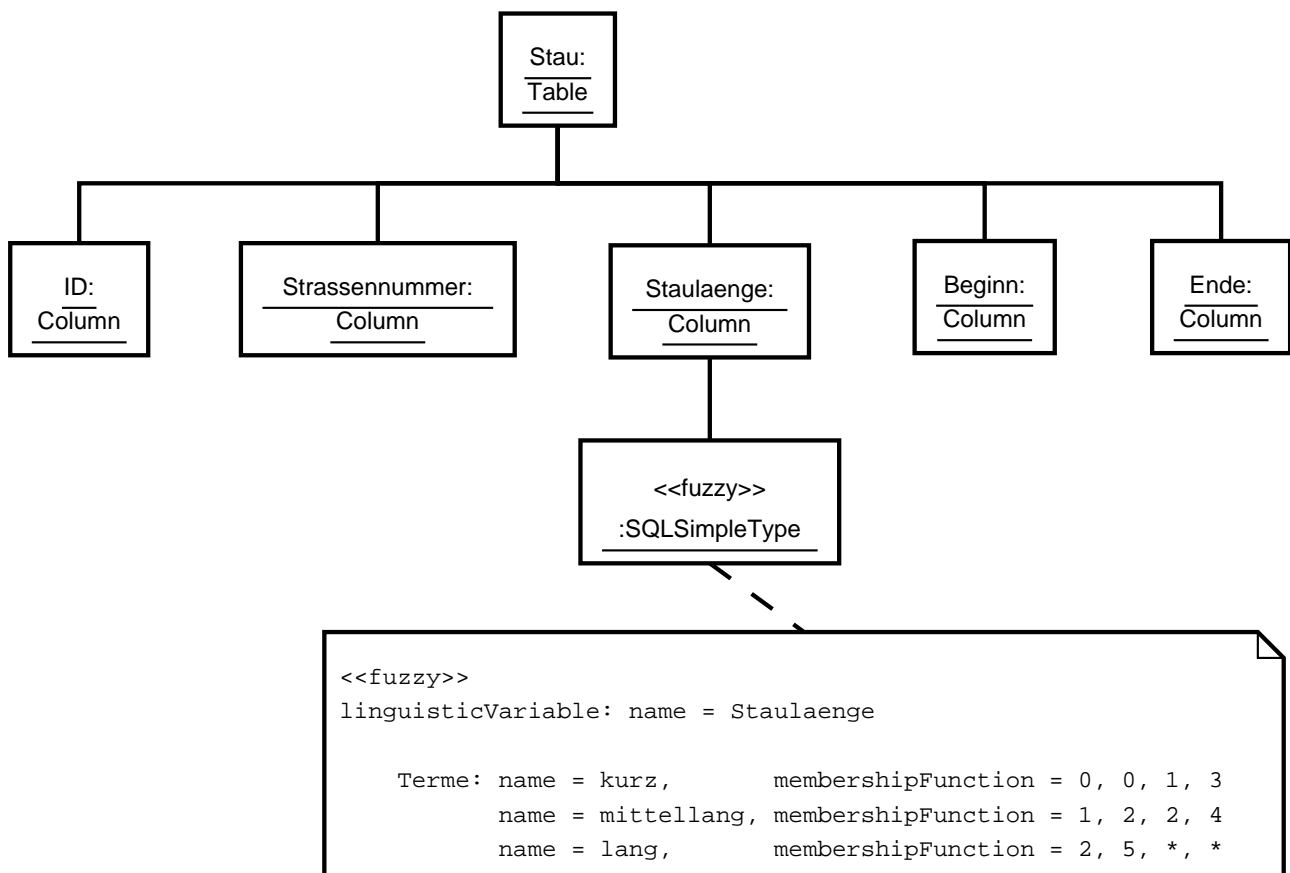 Stau:
Table
ID:
Column
Strassennummer:
Column
Staulaenge:
Column
Beginn:
Column
Ende:
Column
<<fuzzy>>
:SQLSimpleType
<<fuzzy>>
linguisticVariable: name = Staulaenge
Terme: name = kurz, membershipFunction = 0, 0, 1, 3
name = mittellang, membershipFunction = 1, 2, 2, 4
name = lang, membershipFunction = 2, 5, *, *